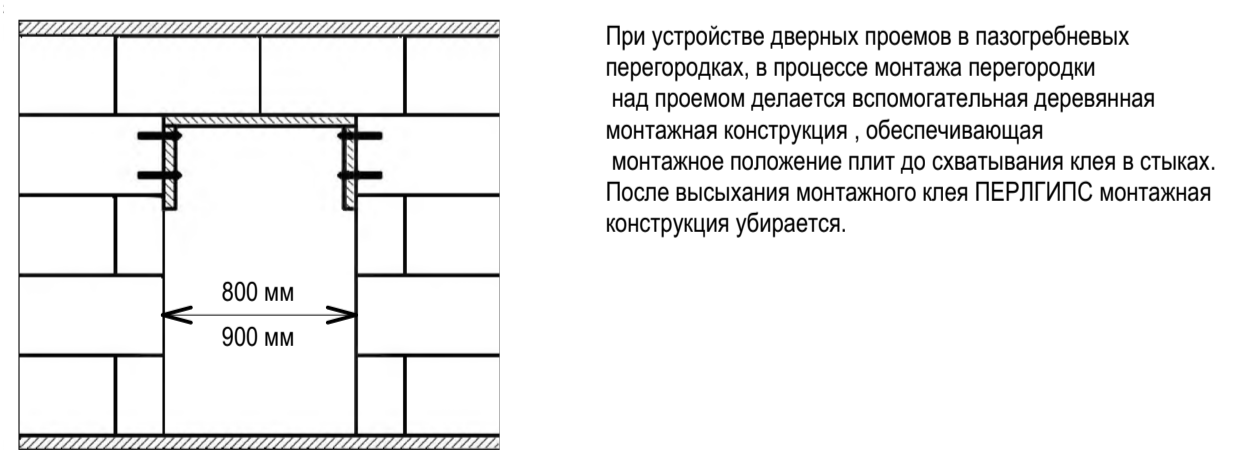 При устройстве дверных проемов в пазогребневых
перегородках, в процессе монтажа перегородки
над проемом делается вспомогательная деревянная
монтажная конструкция , обеспечивающая
монтажное положение плит до схватывания клея в стыках.
После высыхания монтажного клея ПЕРЛГИПС монтажная
конструкция убирается.
800 мм
900 мм